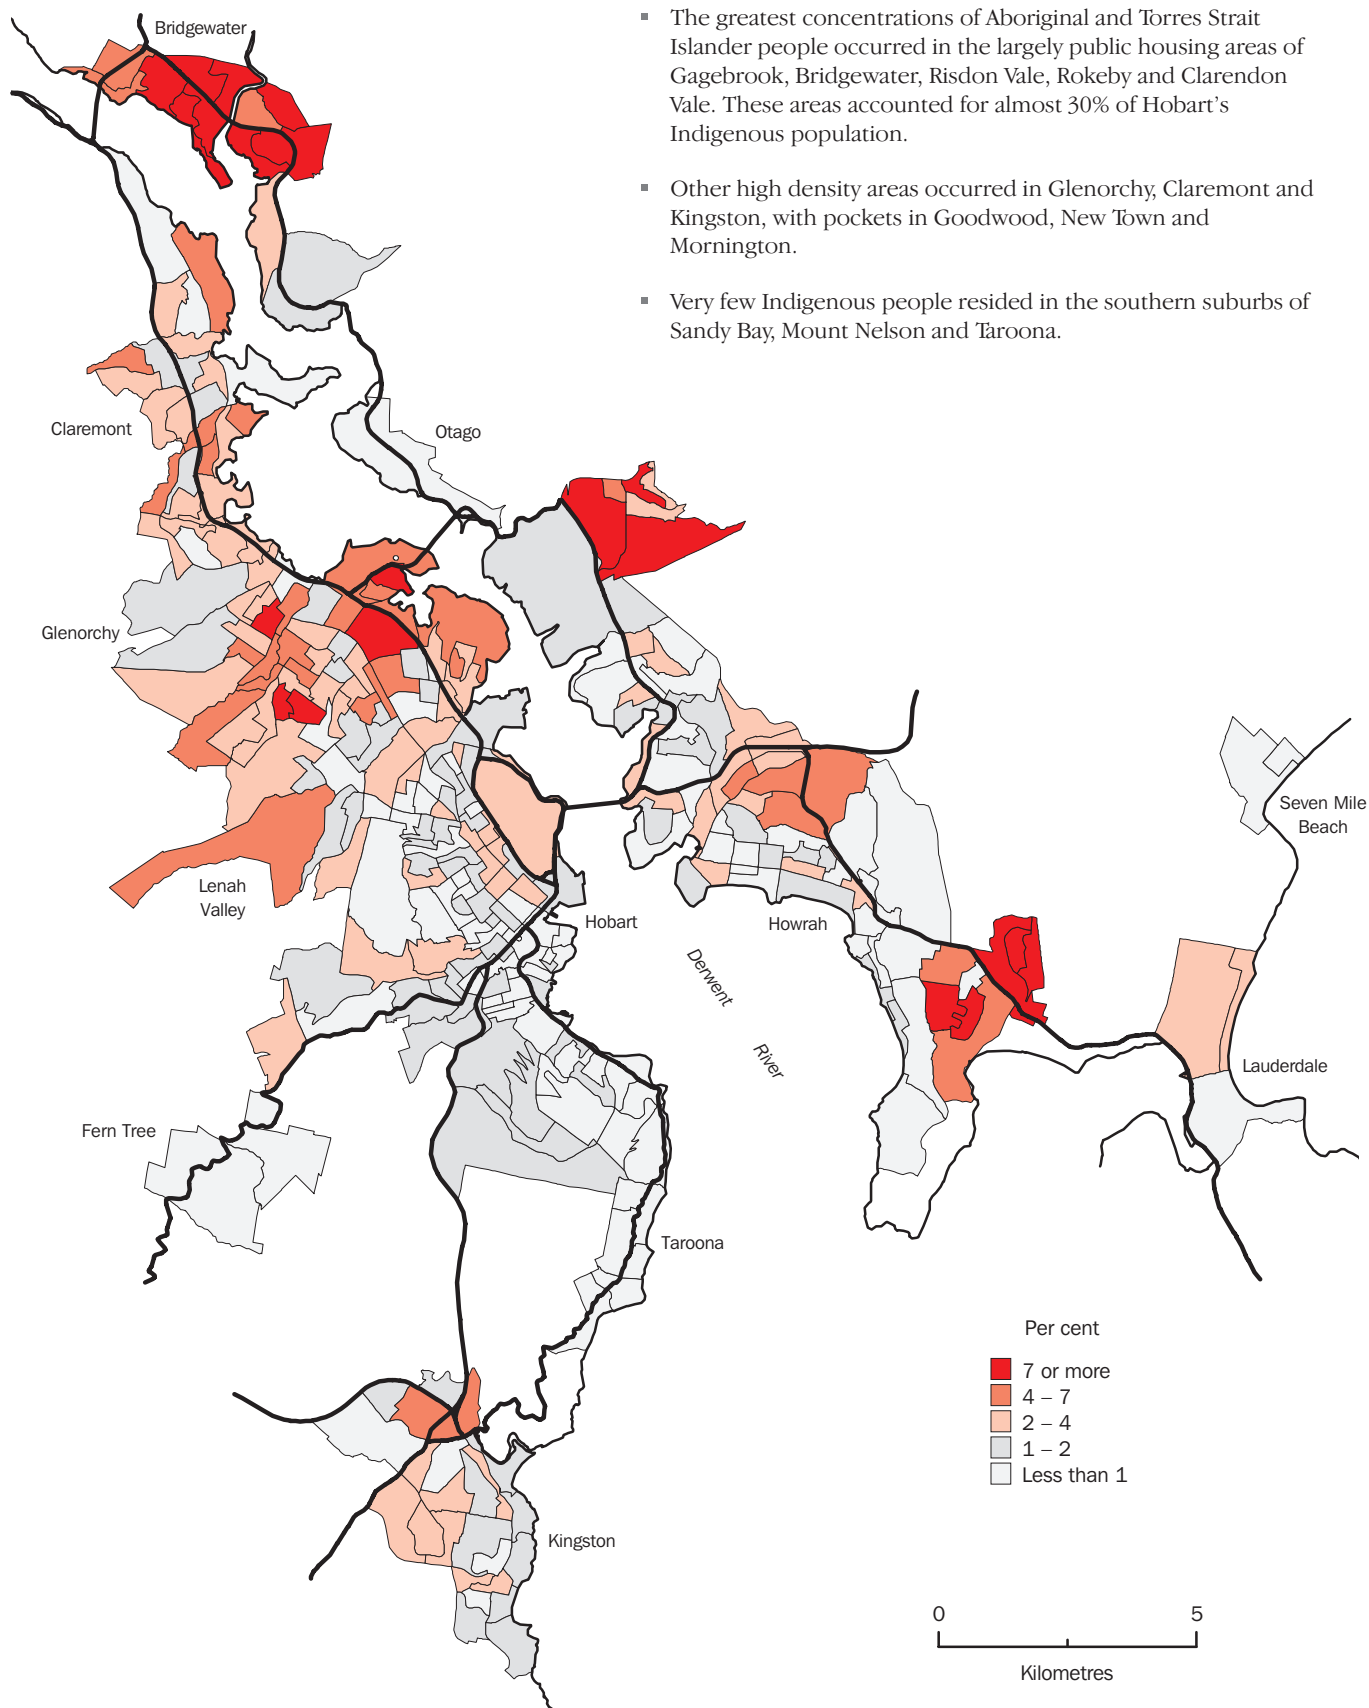 ▪ The greatest concentrations of Aboriginal and Torres Strait
Islander people occurred in the largely public housing areas of
Gagebrook, Bridgewater, Risdon Vale, Rokeby and Clarendon
Vale. These areas accounted for almost 30% of Hobart's
Indigenous population.
▪ Other high density areas occurred in Glenorchy, Claremont and
Kingston, with pockets in Goodwood, New Town and
Mornington.
▪ Very few Indigenous people resided in the southern suburbs of
Sandy Bay, Mount Nelson and Taroona.
Bridgewater
Claremont
Otago
Glenorchy
Seven Mile
Beach
Lenah
Valley
Hobart
Howrah
Derwent
River
Lauderdale
Fern Tree
Taroona
Kingston
Per cent
7 or more
4 – 7
2 – 4
1 – 2
Less than 1
0 5
Kilometres